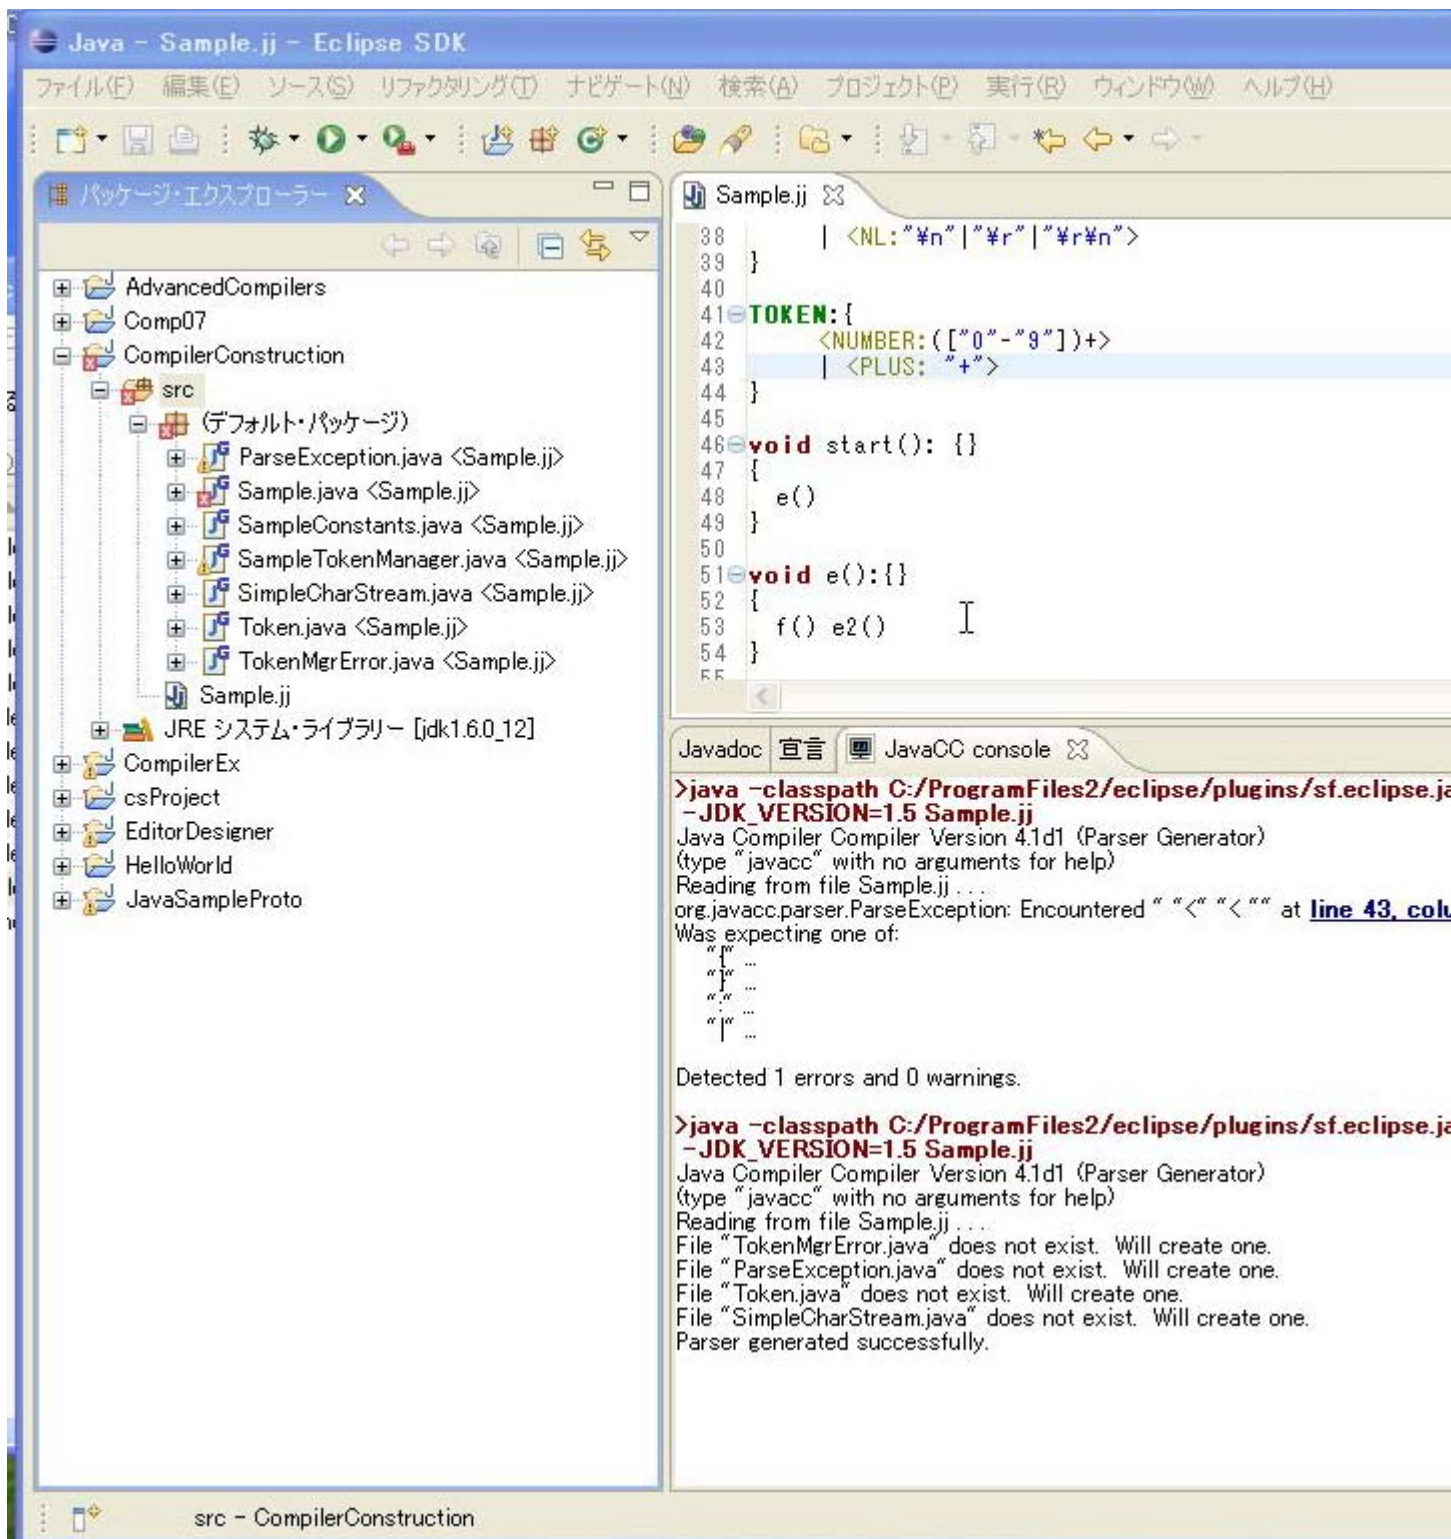 Java - Sample.jj - Eclipse SDK
ファイル(F) 編集(E) ソース(S) リファクタリング(T) ナビゲート(N) 検索(A) プロジェクト(P) 実行(R) ウィンドウ(W) ヘルプ(H)
パッケージ・エクスプローラー
AdvancedCompilers
Comp07
CompilerConstruction
src
(デフォルト・パッケージ)
ParseException.java <Sample.jj>
Sample.java <Sample.jj>
SampleConstants.java <Sample.jj>
SampleTokenManager.java <Sample.jj>
SimpleCharStream.java <Sample.jj>
Token.java <Sample.jj>
TokenMgrError.java <Sample.jj>
Sample.jj
JRE システム・ライブラリー [jdk1.6.0_12]
CompilerEx
csProject
EditorDesigner
HelloWorld
JavaSampleProto
Sample.jj
38 | <NL:"¥n"|"¥r"|"¥r¥n">
39 }
40
41 TOKEN:{
42 <NUMBER:(["0"-"9"])+>
43 | <PLUS: "+">
44 }
45
46 void start(): {}
47 {
48 e()
49 }
50
51 void e():{}
52 {
53 f() e2()
54 }
55
Javadoc 宣言 JavaCC console
>java -classpath C:/ProgramFiles2/eclipse/plugins/sf.eclipse.ja
-JDK_VERSION=1.5 Sample.jj
Java Compiler Compiler Version 4.1d1 (Parser Generator)
(type "javacc" with no arguments for help)
Reading from file Sample.jj . . .
org.javacc.parser.ParseException: Encountered " "<" "< "" at line 43, colu
Was expecting one of:
"{" ...
"}" ...
":" ...
"|" ...
Detected 1 errors and 0 warnings.
>java -classpath C:/ProgramFiles2/eclipse/plugins/sf.eclipse.ja
-JDK_VERSION=1.5 Sample.jj
Java Compiler Compiler Version 4.1d1 (Parser Generator)
(type "javacc" with no arguments for help)
Reading from file Sample.jj . . . .
File "TokenMgrError.java" does not exist. Will create one.
File "ParseException.java" does not exist. Will create one.
File "Token.java" does not exist. Will create one.
File "SimpleCharStream.java" does not exist. Will create one.
Parser generated successfully.
src - CompilerConstruction